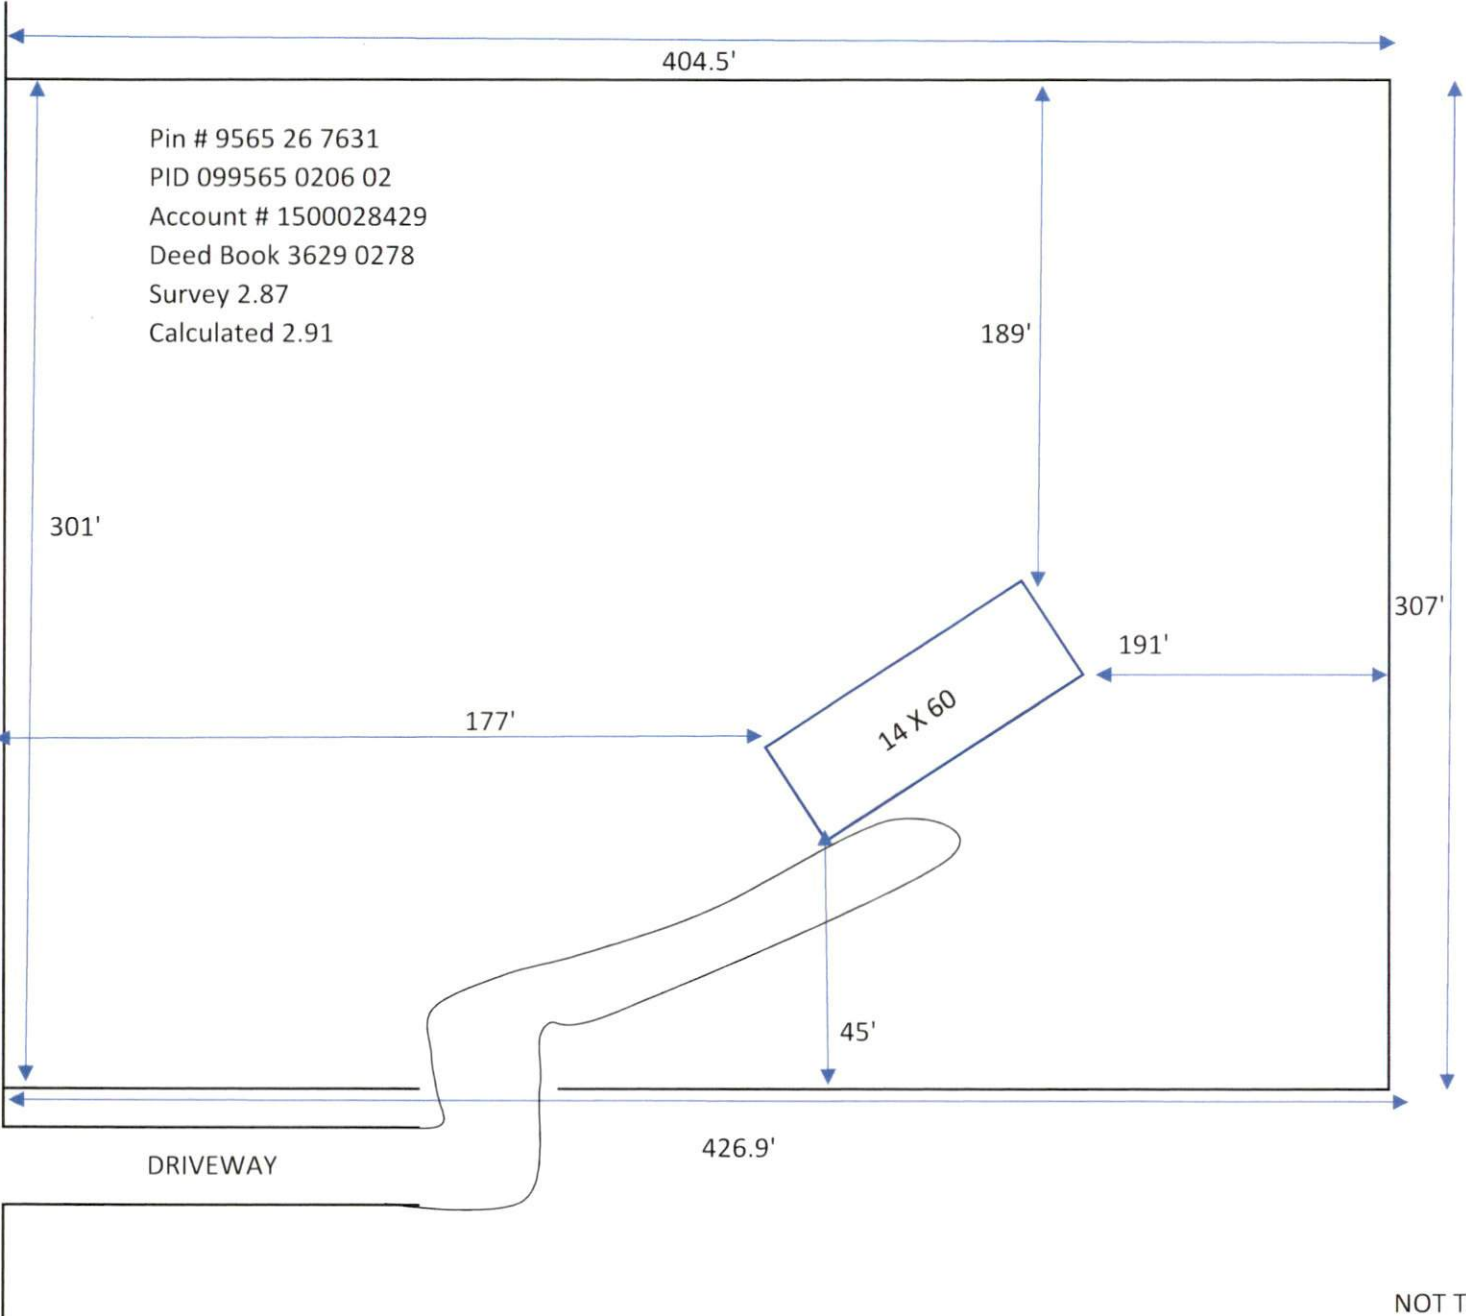 404.5'
Pin # 9565 26 7631
PID 099565 0206 02
Account # 1500028429
Deed Book 3629 0278
Survey 2.87
Calculated 2.91
189'
301'
307'
191'
14 X 60
177'
45'
426.9'
DRIVEWAY
NOT T